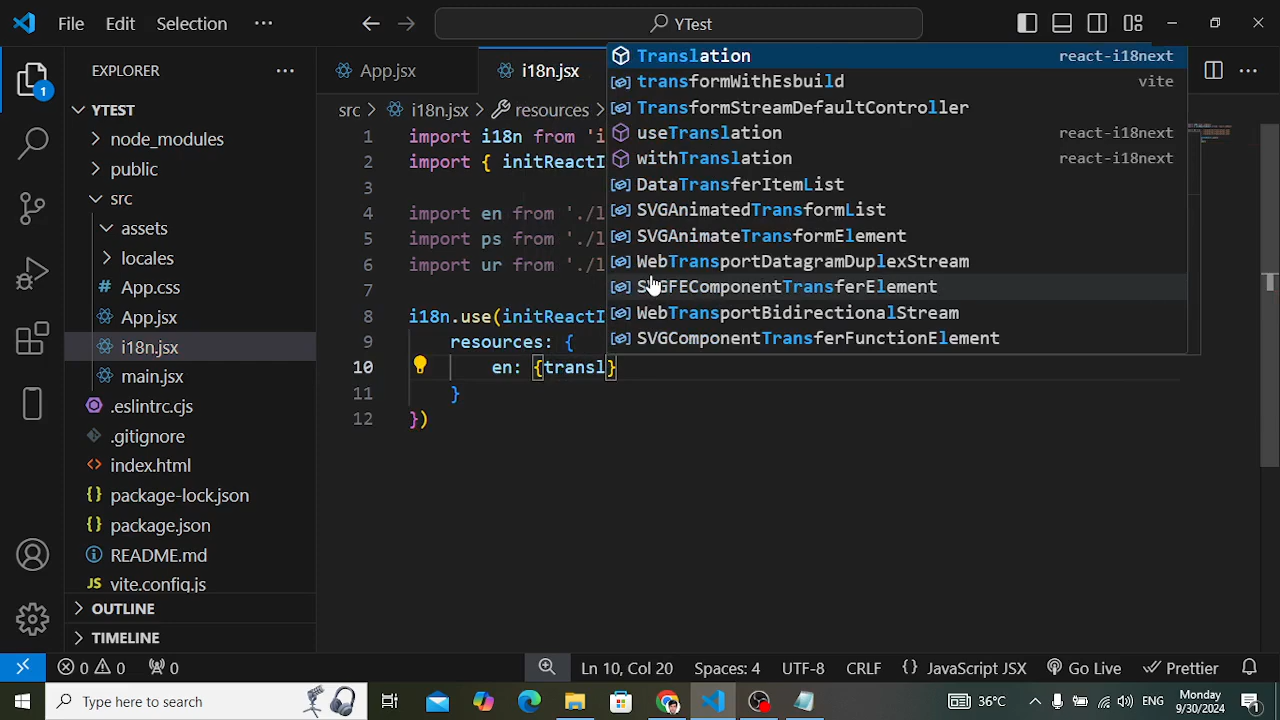 File Edit Selection ···
YTest
EXPLORER
App.jsx
i18n.jsx
YTEST
node_modules
public
src
assets
locales
App.css
App.jsx
i18n.jsx
main.jsx
.eslintrc.cjs
.gitignore
index.html
package-lock.json
package.json
README.md
vite.config.js
OUTLINE
TIMELINE
src > i18n.jsx > resources >
1 import i18n from 'i
2 import { initReactI
3
4 import en from './l
5 import ps from './l
6 import ur from './l
7
8 i18n.use(initReactI
9 resources: {
10 en: {transl}
11 }
12 })
Translation react-i18next
transformWithEsbuild vite
TransformStreamDefaultController
useTranslation react-i18next
withTranslation react-i18next
DataTransferItemList
SVGAnimatedTransformList
SVGAnimateTransformElement
WebTransportDatagramDuplexStream
SVGFEComponentTransferElement
WebTransportBidirectionalStream
SVGComponentTransferFunctionElement
1
0 0 0
Ln 10, Col 20 Spaces: 4 UTF-8 CRLF {} JavaScript JSX Go Live Prettier
Type here to search
36°C
ENG
Monday
9/30/2024
1